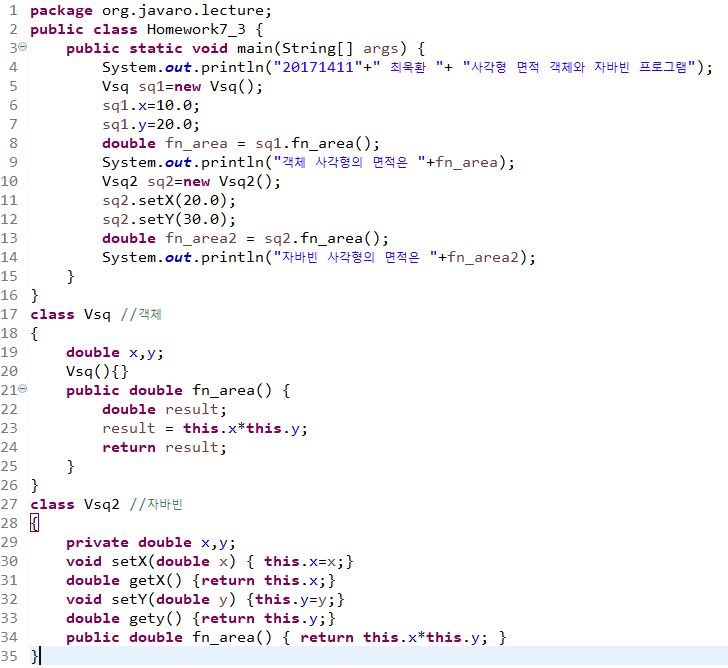 1 package org.javaro.lecture;
2 public class Homework7_3 {
3 public static void main(String[] args) {
4 System.out.println("20171411"+" 최욱환 "+ "사각형 면적 객체와 자바빈 프로그램");
5 Vsq sq1=new Vsq();
6 sq1.x=10.0;
7 sq1.y=20.0;
8 double fn_area = sq1.fn_area();
9 System.out.println("객체 사각형의 면적은 "+fn_area);
10 Vsq2 sq2=new Vsq2();
11 sq2.setX(20.0);
12 sq2.setY(30.0);
13 double fn_area2 = sq2.fn_area();
14 System.out.println("자바빈 사각형의 면적은 "+fn_area2);
15 }
16 }
17 class Vsq //객체
18 {
19 double x,y;
20 Vsq(){}
21 public double fn_area() {
22 double result;
23 result = this.x*this.y;
24 return result;
25 }
26 }
27 class Vsq2 //자바빈
28 {
29 private double x,y;
30 void setX(double x) { this.x=x;}
31 double getX() {return this.x;}
32 void setY(double y) {this.y=y;}
33 double gety() {return this.y;}
34 public double fn_area() { return this.x*this.y; }
35 }